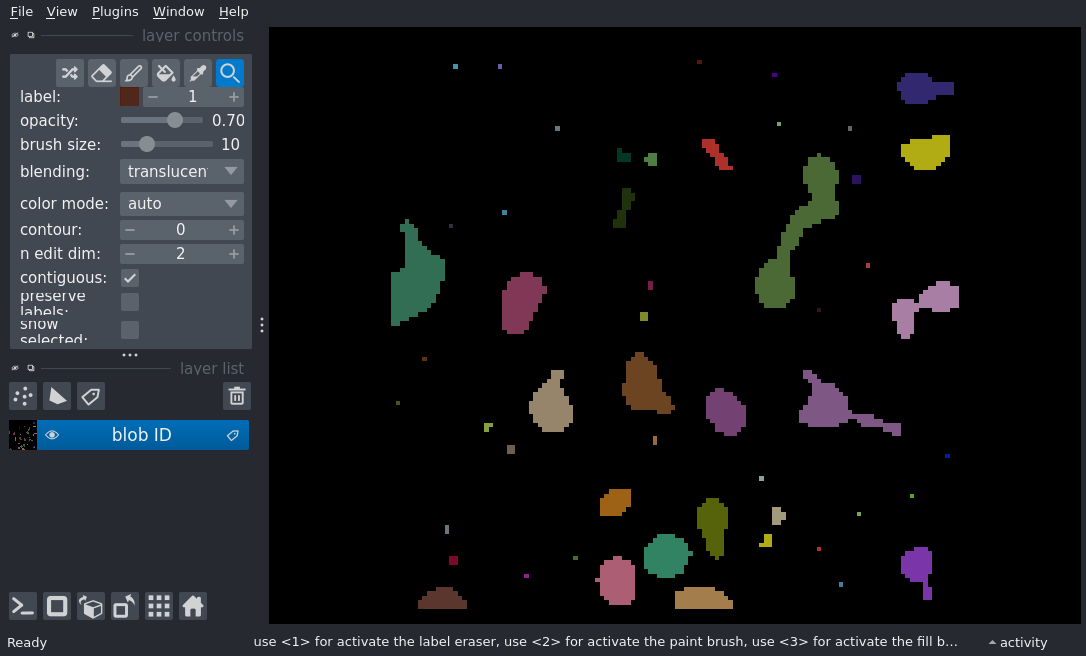 File View Plugins Window Help
layer controls
label: 1
opacity: 0.70
brush size: 10
blending: translucen
color mode: auto
contour: 0
n edit dim: 2
contiguous:
preserve
labels:
show
selected:
layer list
blob ID
Ready use <1> for activate the label eraser, use <2> for activate the paint brush, use <3> for activate the fill b... activity